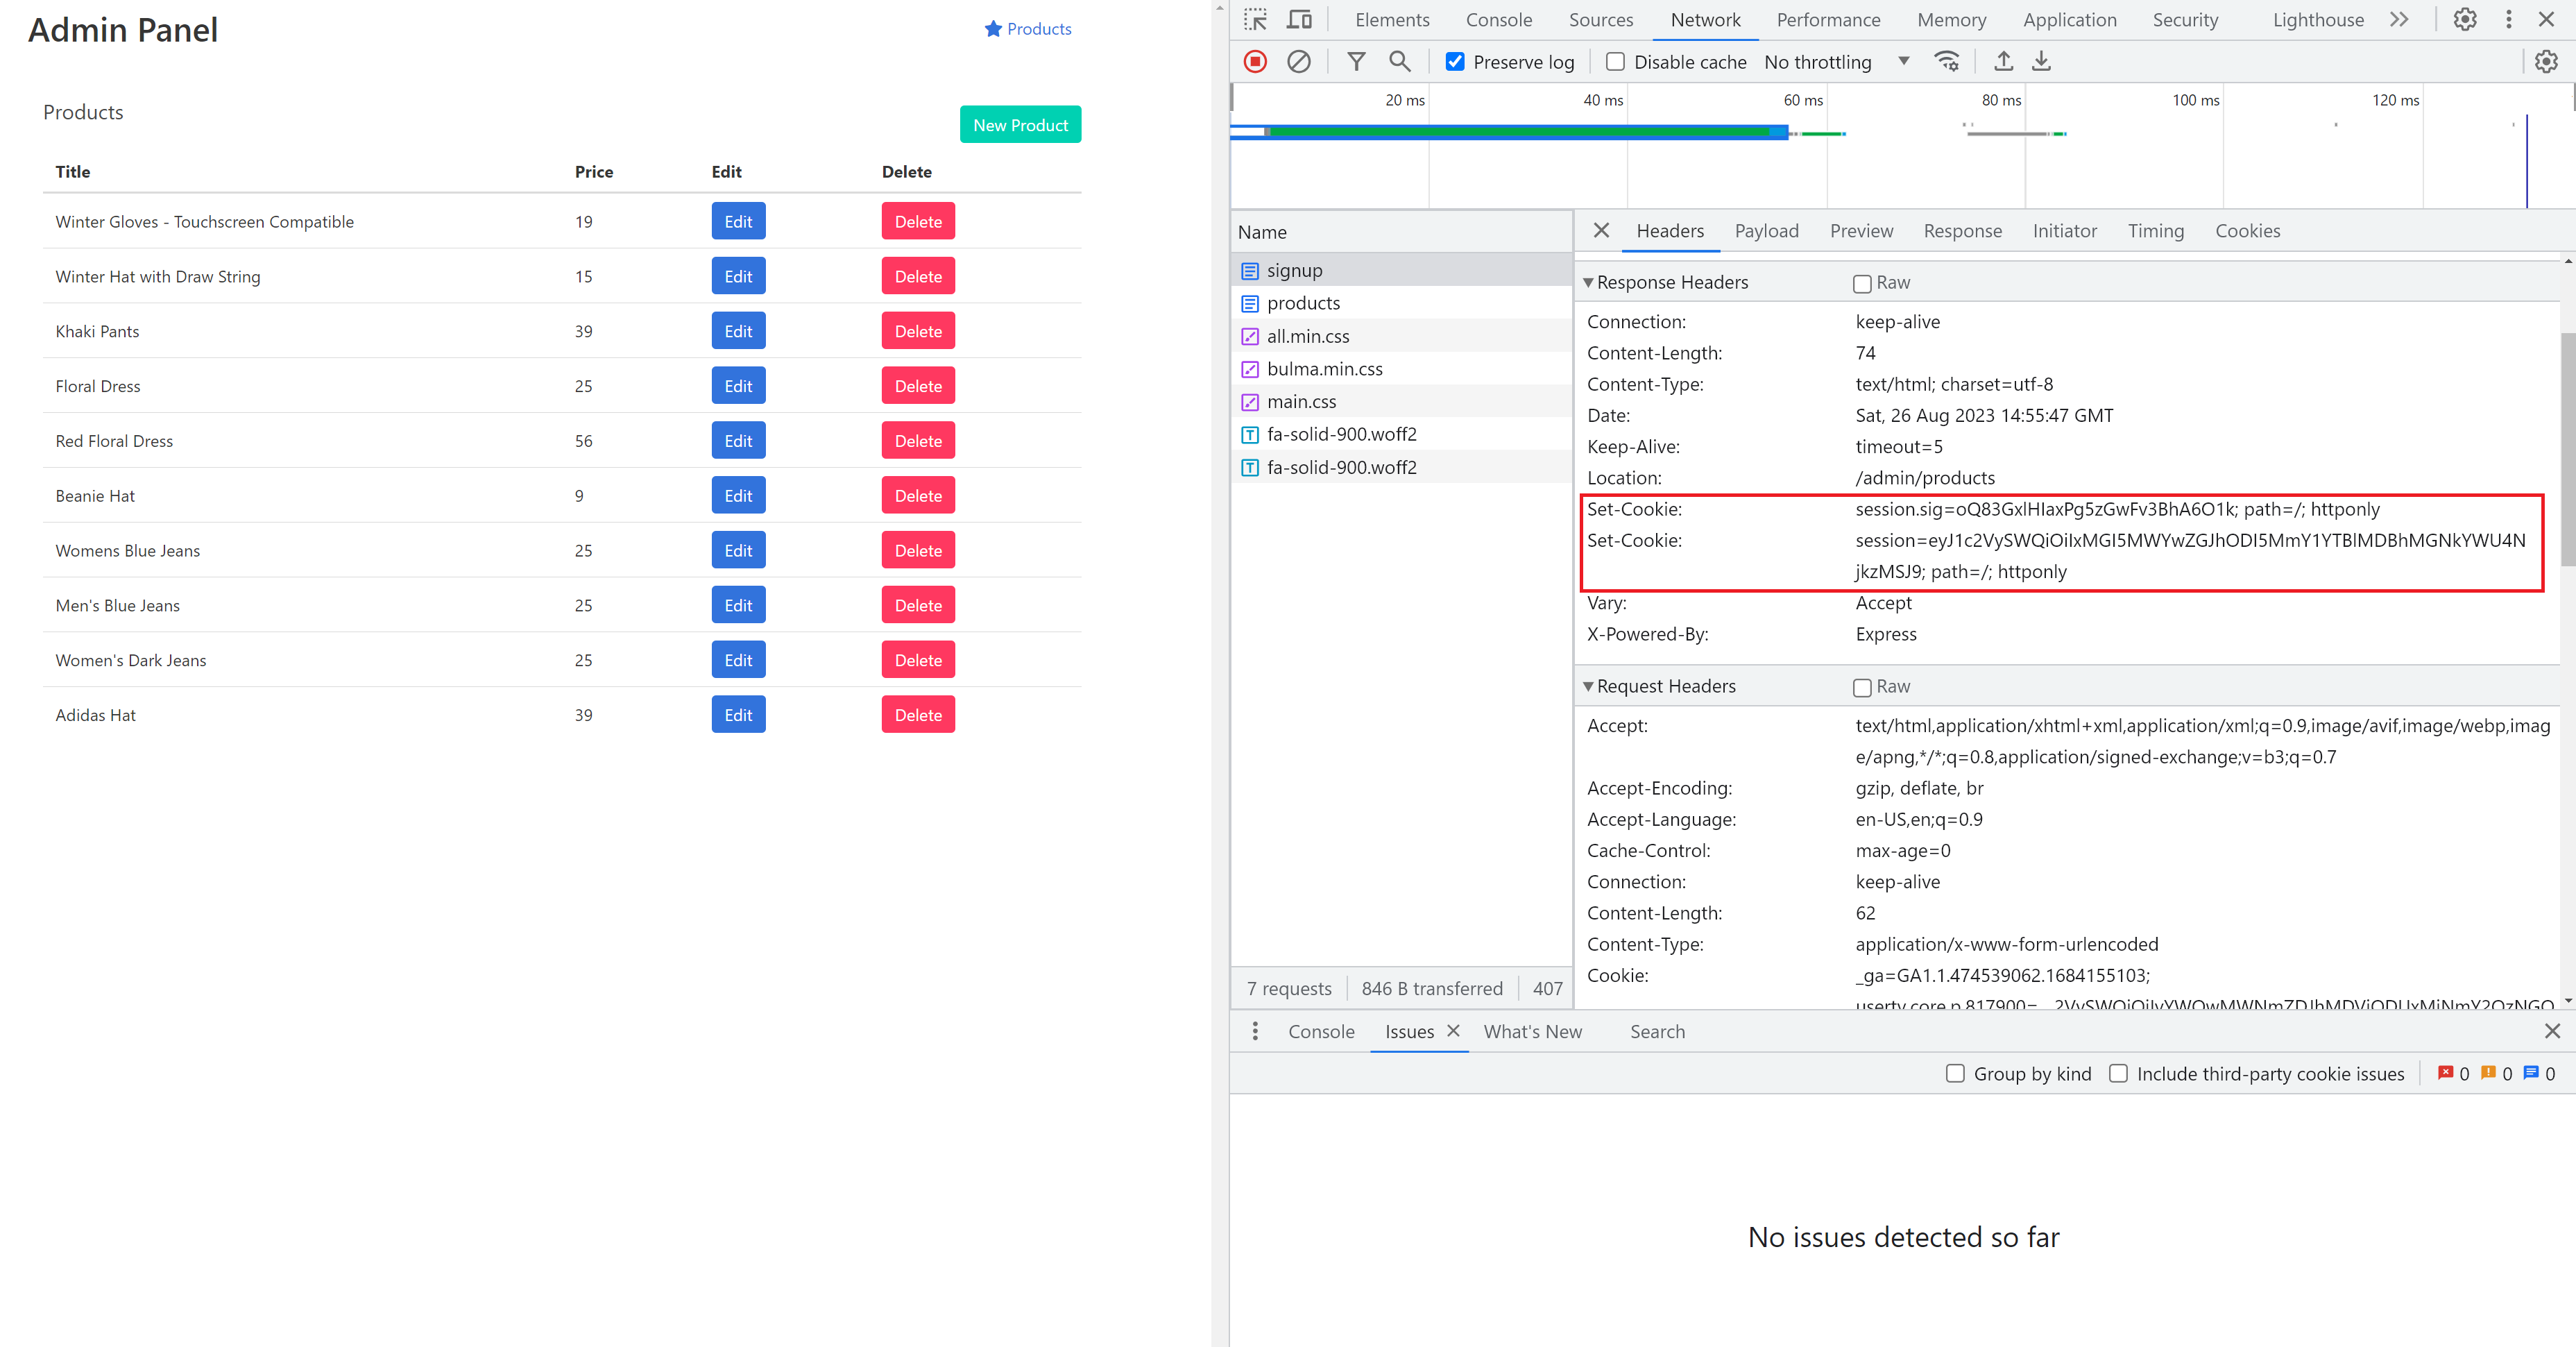 Admin Panel
Products
Products
New Product
Title Price Edit Delete
Winter Gloves - Touchscreen Compatible 19 Edit Delete
Winter Hat with Draw String 15 Edit Delete
Khaki Pants 39 Edit Delete
Floral Dress 25 Edit Delete
Red Floral Dress 56 Edit Delete
Beanie Hat 9 Edit Delete
Womens Blue Jeans 25 Edit Delete
Men's Blue Jeans 25 Edit Delete
Women's Dark Jeans 25 Edit Delete
Adidas Hat 39 Edit Delete
Elements Console Sources Network Performance Memory Application Security Lighthouse
Preserve log Disable cache No throttling
20 ms 40 ms 60 ms 80 ms 100 ms 120 ms
Name
signup
products
all.min.css
bulma.min.css
main.css
fa-solid-900.woff2
fa-solid-900.woff2
7 requests 846 B transferred 407
Headers Payload Preview Response Initiator Timing Cookies
Response Headers Raw
Connection: keep-alive
Content-Length: 74
Content-Type: text/html; charset=utf-8
Date: Sat, 26 Aug 2023 14:55:47 GMT
Keep-Alive: timeout=5
Location: /admin/products
Set-Cookie: session.sig=oQ83GxlHIaxPg5zGwFv3BhA6O1k; path=/; httponly
Set-Cookie: session=eyJ1c2VySWQiOiIxMGI5MWYwZGJhODI5MmY1YTBlMDBhMGNkYWU4N
jkzMSJ9; path=/; httponly
Vary: Accept
X-Powered-By: Express
Request Headers Raw
Accept: text/html,application/xhtml+xml,application/xml;q=0.9,image/avif,image/webp,imag
e/apng,*/*;q=0.8,application/signed-exchange;v=b3;q=0.7
Accept-Encoding: gzip, deflate, br
Accept-Language: en-US,en;q=0.9
Cache-Control: max-age=0
Connection: keep-alive
Content-Length: 62
Content-Type: application/x-www-form-urlencoded
Cookie: _ga=GA1.1.474539062.1684155103;
Console Issues What's New Search
Group by kind Include third-party cookie issues 0 0 0
No issues detected so far